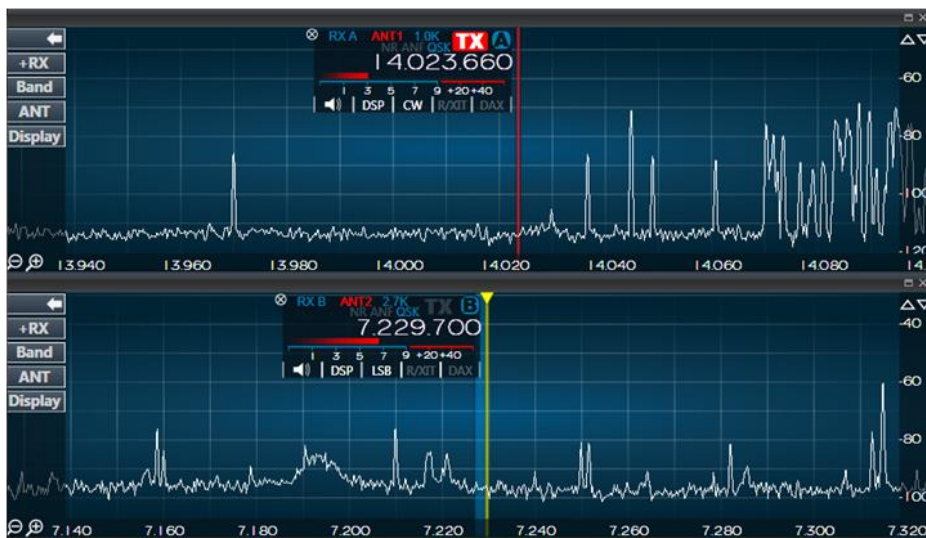 RX A ANT1 1.0K TX A
NR ANF QSK
14.023.660
+RX
Band
1 3 5 7 9 +20 +40
DSP CW R/XIT DAX
ANT
Display
-60
-80
-100
-120
13.940 13.960 13.980 14.000 14.020 14.040 14.060 14.080 14.
RX B ANT2 2.7K TX B
NR ANF QSK
7.229.700
+RX
Band
1 3 5 7 9 +20 +40
DSP LSB R/XIT DAX
ANT
Display
-40
-60
-80
-100
7.140 7.160 7.180 7.200 7.220 7.240 7.260 7.280 7.300 7.320